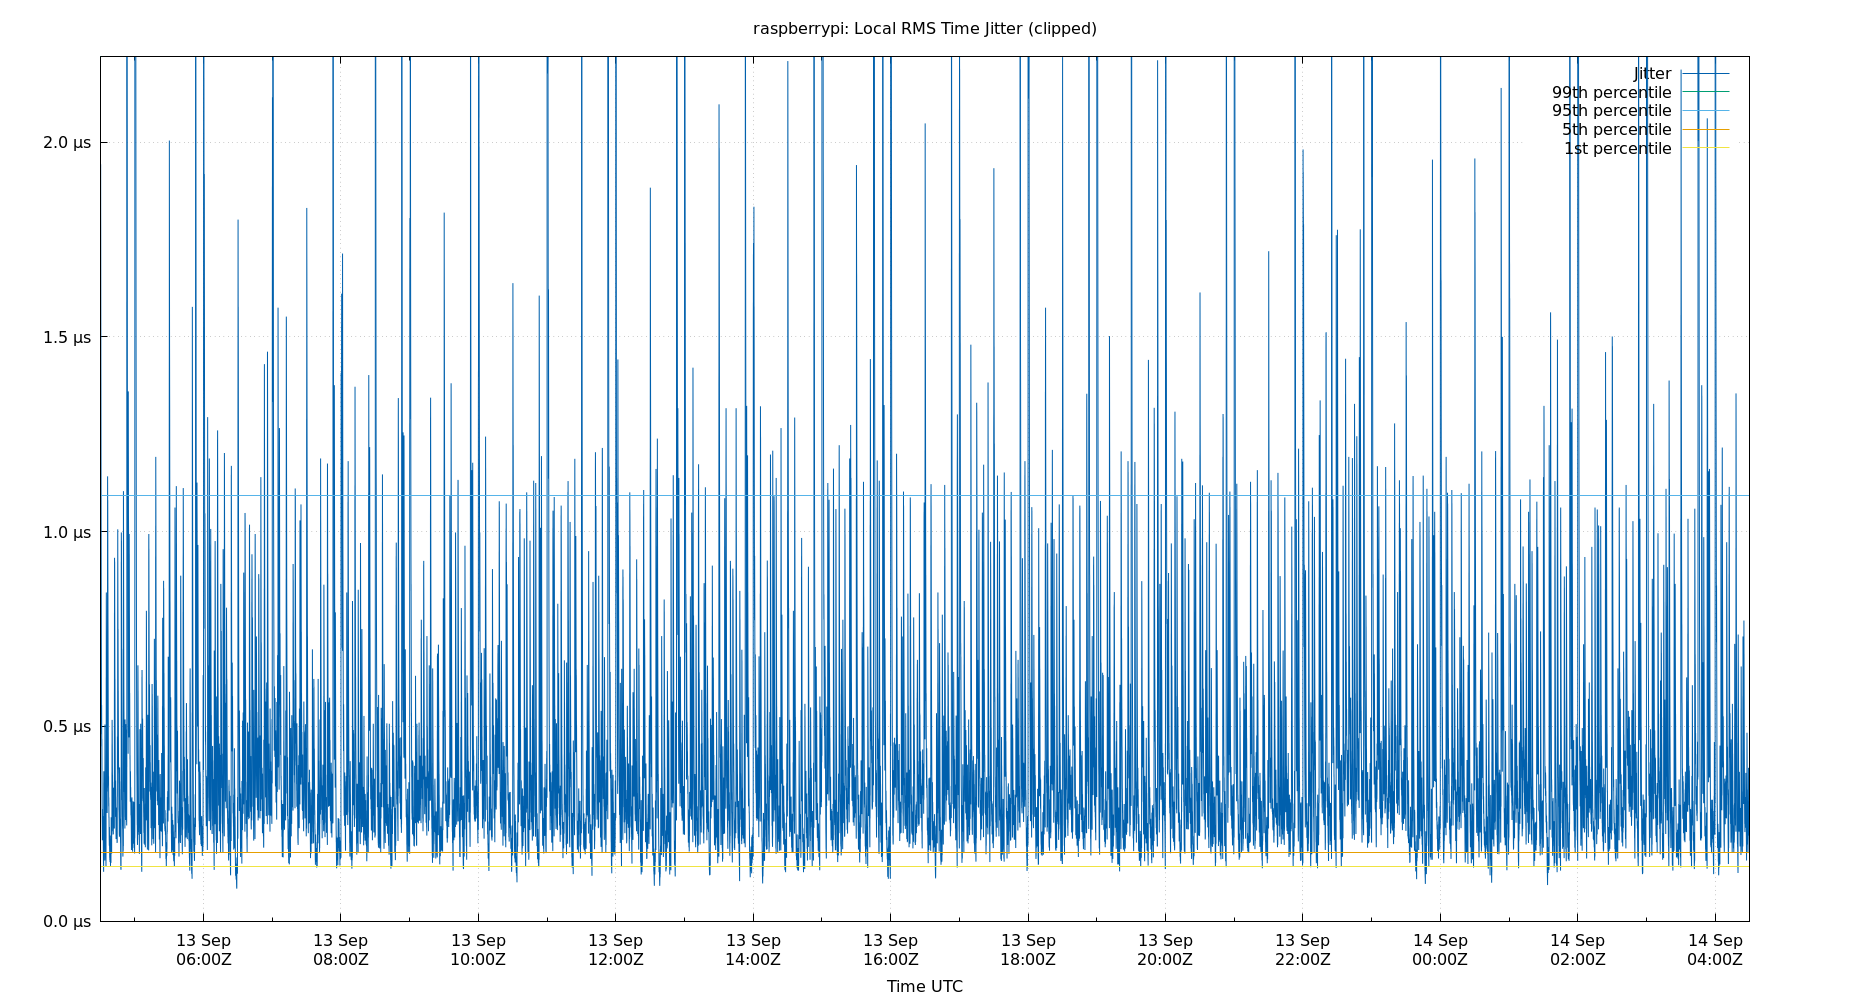 raspberrypi: Local RMS Time Jitter (clipped)
Jitter
99th percentile
95th percentile
5th percentile
1st percentile
2.0 µs
1.5 µs
1.0 µs
0.5 µs
0.0 µs
13 Sep 13 Sep 13 Sep 13 Sep 13 Sep 13 Sep 13 Sep 13 Sep 13 Sep 14 Sep 14 Sep 14 Sep
06:00Z 08:00Z 10:00Z 12:00Z 14:00Z 16:00Z 18:00Z 20:00Z 22:00Z 00:00Z 02:00Z 04:00Z
Time UTC